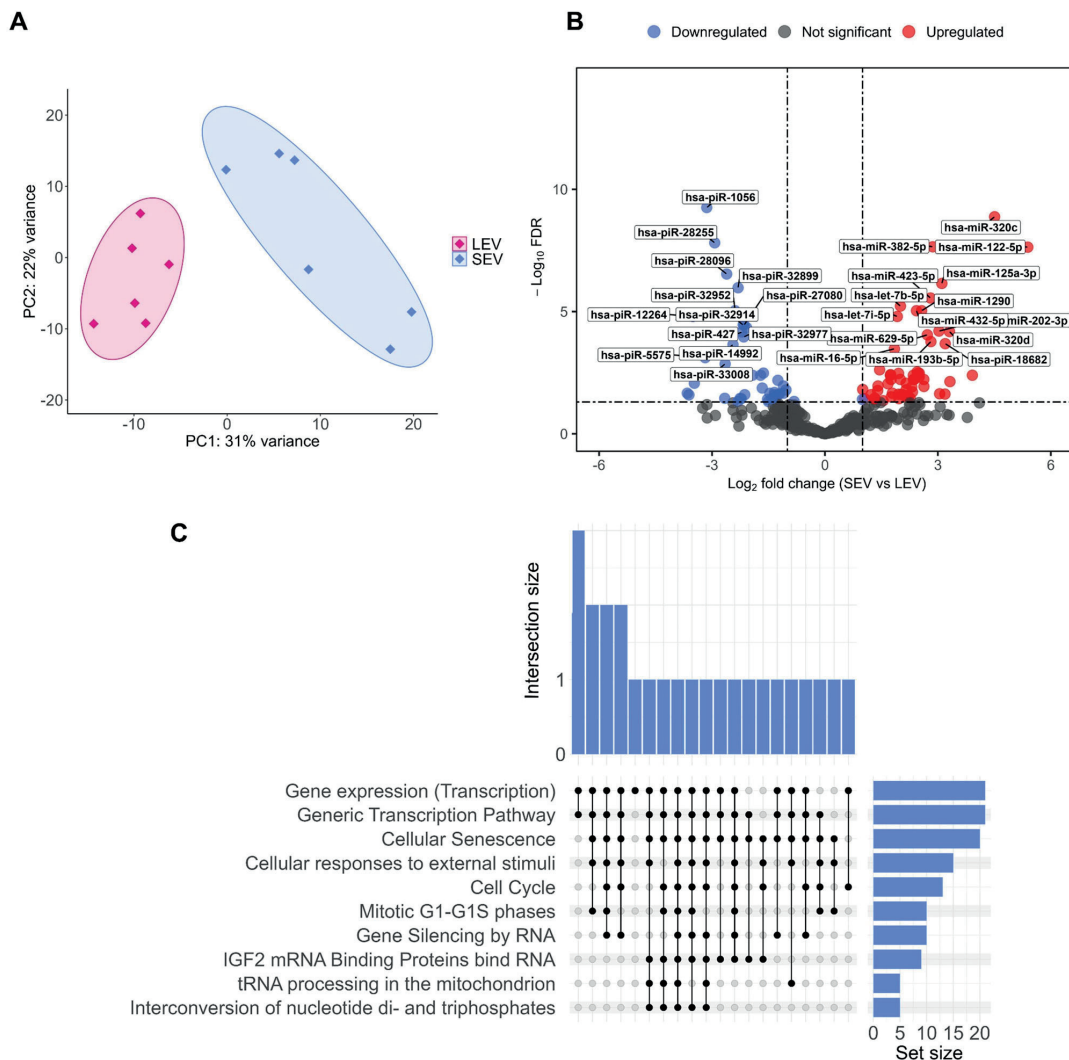 A
20
10
0
-10
-20
PC2: 22% variance
-10
0
10
20
PC1: 31% variance
LEV
SEV
B
Downregulated
Not significant
Upregulated
10
5
0
− Log10 FDR
hsa-piR-1056
hsa-miR-320c
hsa-piR-28255
hsa-miR-382-5p
hsa-miR-122-5p
hsa-piR-28096
hsa-piR-32899
hsa-miR-423-5p
hsa-miR-125a-3p
hsa-piR-32952
hsa-piR-27080
hsa-let-7b-5p
hsa-miR-1290
hsa-piR-12264
hsa-piR-32914
hsa-let-7i-5p
hsa-miR-432-5p
miR-202-3p
hsa-piR-427
hsa-piR-32977
hsa-miR-629-5p
hsa-miR-320d
hsa-piR-5575
hsa-piR-14992
hsa-miR-16-5p
hsa-miR-193b-5p
hsa-piR-18682
hsa-piR-33008
-6
-3
0
3
6
Log2 fold change (SEV vs LEV)
C
Intersection size
1
0
Gene expression (Transcription)
Generic Transcription Pathway
Cellular Senescence
Cellular responses to external stimuli
Cell Cycle
Mitotic G1-G1S phases
Gene Silencing by RNA
IGF2 mRNA Binding Proteins bind RNA
tRNA processing in the mitochondrion
Interconversion of nucleotide di- and triphosphates
0
5
10
15
20
Set size